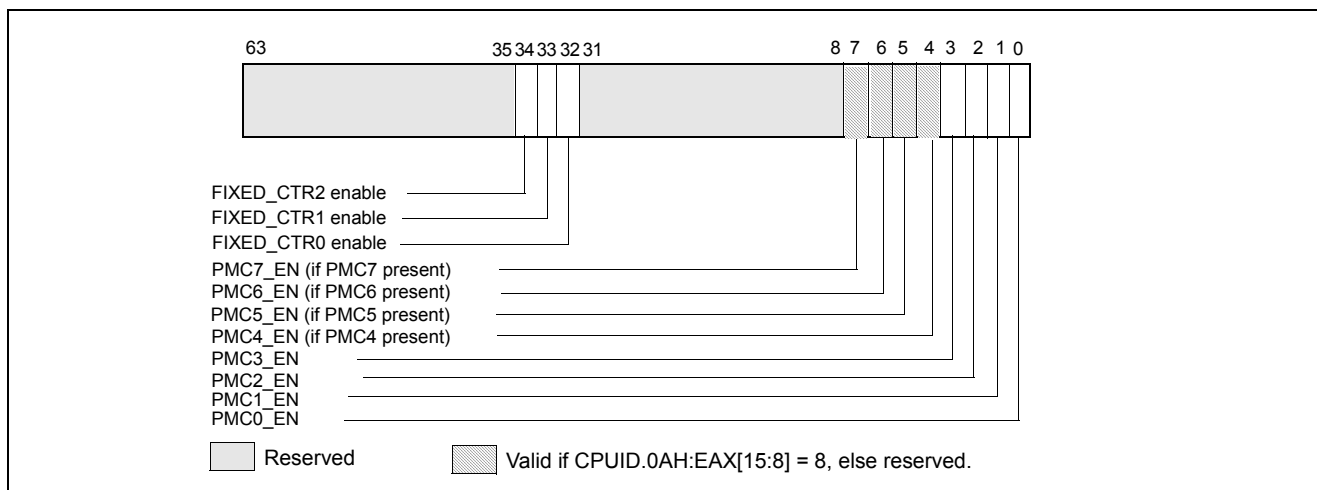 63 35 34 33 32 31 8 7 6 5 4 3 2 1 0
FIXED_CTR2 enable
FIXED_CTR1 enable
FIXED_CTR0 enable
PMC7_EN (if PMC7 present)
PMC6_EN (if PMC6 present)
PMC5_EN (if PMC5 present)
PMC4_EN (if PMC4 present)
PMC3_EN
PMC2_EN
PMC1_EN
PMC0_EN
Reserved Valid if CPUID.0AH:EAX[15:8] = 8, else reserved.